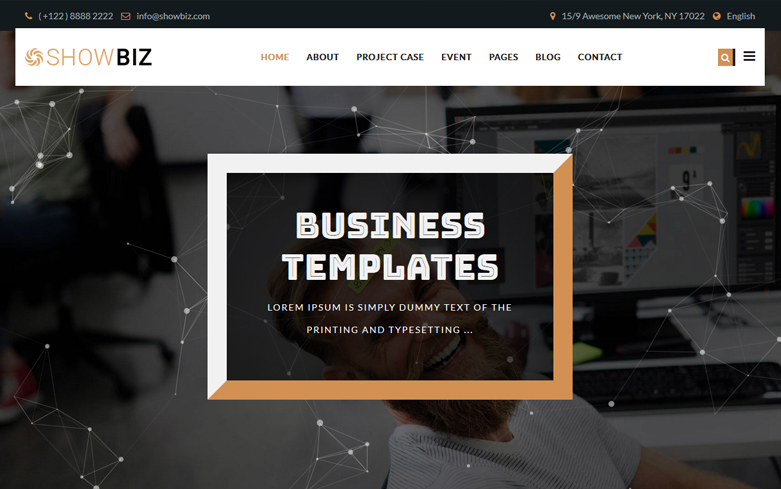 (+122 ) 8888 2222 info@showbiz.com 15/9 Awesome New York, NY 17022 English
SHOWBIZ HOME ABOUT PROJECT CASE EVENT PAGES BLOG CONTACT
BUSINESS
TEMPLATES
LOREM IPSUM IS SIMPLY DUMMY TEXT OF THE
PRINTING AND TYPESETTING ...